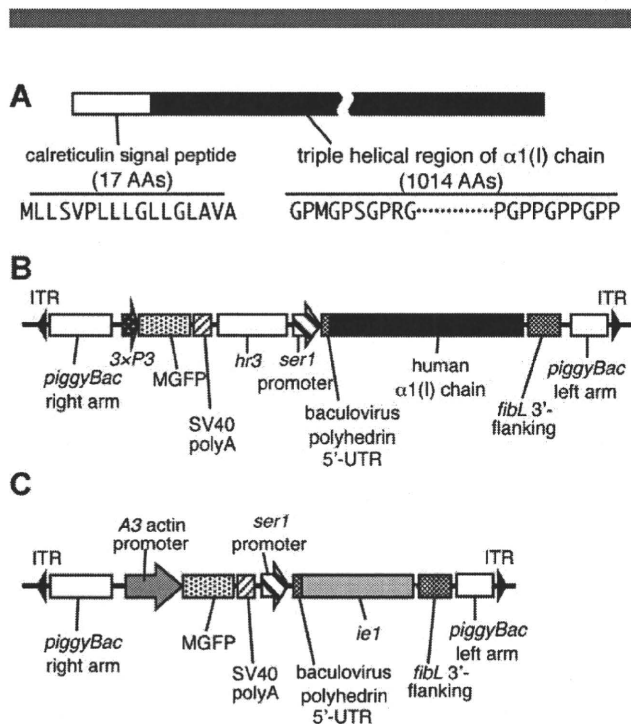 A
calreticulin signal peptide
(17 AAs)
MLLSVPLLLGLLGLAVA
triple helical region of α1(I) chain
(1014 AAs)
GPMGPSGPRG············PGPPGPPGPP
B
ITR
ITR
piggyBac
right arm
3×P3
MGFP
SV40
polyA
hr3
ser1
promoter
baculovirus
polyhedrin
5'-UTR
human
α1(I) chain
fibL 3'-
flanking
piggyBac
left arm
C
ITR
A3 actin
promoter
ser1
promoter
ITR
piggyBac
right arm
MGFP
SV40
polyA
baculovirus
polyhedrin
5'-UTR
ie1
fibL 3'-
flanking
piggyBac
left arm